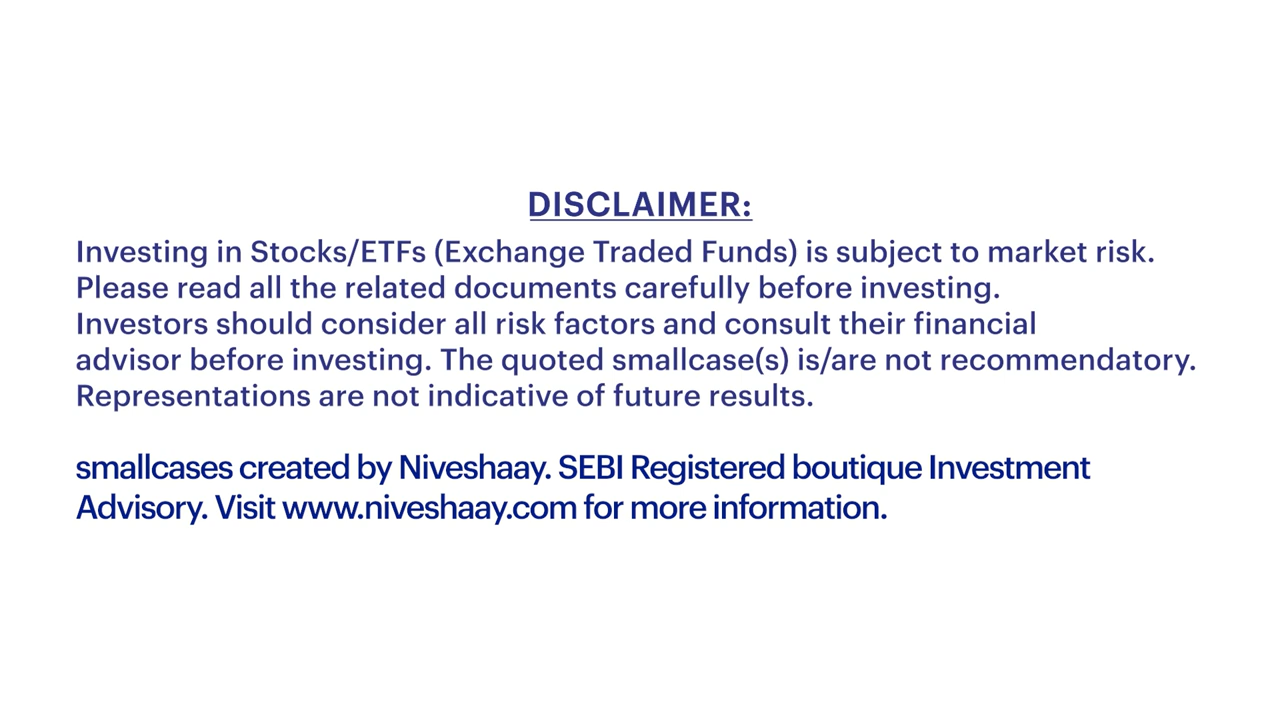 DISCLAIMER:
Investing in Stocks/ETFs (Exchange Traded Funds) is subject to market risk.
Please read all the related documents carefully before investing.
Investors should consider all risk factors and consult their financial
advisor before investing. The quoted smallcase(s) is/are not recommendatory.
Representations are not indicative of future results.
smallcases created by Niveshaay. SEBI Registered boutique Investment
Advisory. Visit www.niveshaay.com for more information.